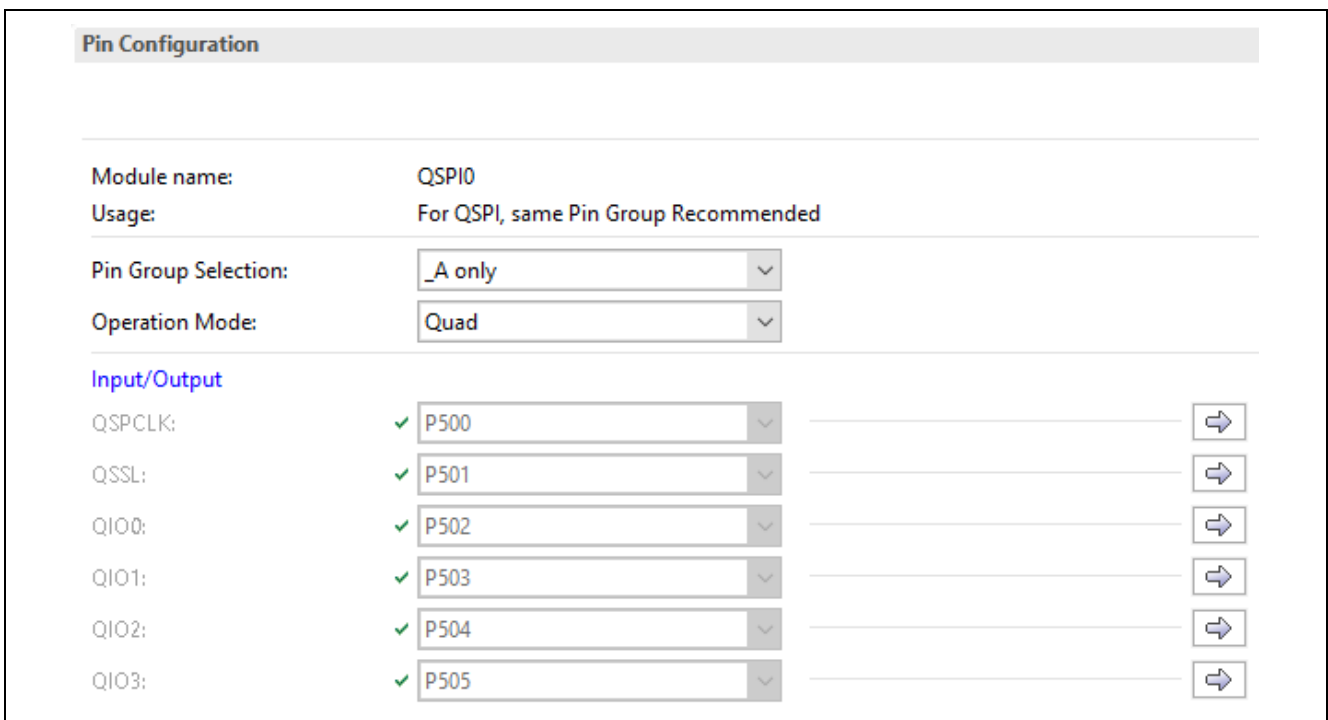 Pin Configuration
Module name: QSPI0
Usage: For QSPI, same Pin Group Recommended
Pin Group Selection: _A only
Operation Mode: Quad
Input/Output
QSPCLK: P500
QSSL: P501
QIO0: P502
QIO1: P503
QIO2: P504
QIO3: P505